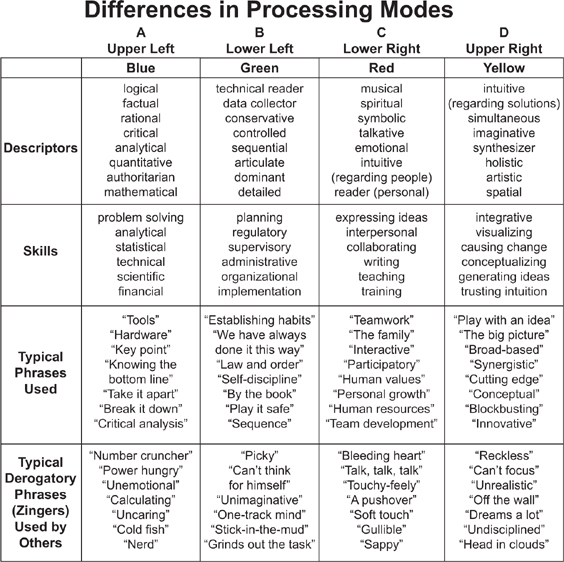 Differences in Processing Modes
A B C D
Upper Left Lower Left Lower Right Upper Right
Blue Green Red Yellow
Descriptors
logical
factual
rational
critical
analytical
quantitative
authoritarian
mathematical
technical reader
data collector
conservative
controlled
sequential
articulate
dominant
detailed
musical
spiritual
symbolic
talkative
emotional
intuitive
(regarding people)
reader (personal)
intuitive
(regarding solutions)
simultaneous
imaginative
synthesizer
holistic
artistic
spatial
Skills
problem solving
analytical
statistical
technical
scientific
financial
planning
regulatory
supervisory
administrative
organizational
implementation
expressing ideas
interpersonal
collaborating
writing
teaching
training
integrative
visualizing
causing change
conceptualizing
generating ideas
trusting intuition
Typical
Phrases
Used
“Tools”
“Hardware”
“Key point”
“Knowing the
bottom line”
“Take it apart”
“Break it down”
“Critical analysis”
“Establishing habits”
“We have always
done it this way”
“Law and order”
“Self-discipline”
“By the book”
“Play it safe”
“Sequence”
“Teamwork”
“The family”
“Interactive”
“Participatory”
“Human values”
“Personal growth”
“Human resources”
“Team development”
“Play with an idea”
“The big picture”
“Broad-based”
“Synergistic”
“Cutting edge”
“Conceptual”
“Blockbusting”
“Innovative”
Typical
Derogatory
Phrases
(Zingers)
Used by
Others
“Number cruncher”
“Power hungry”
“Unemotional”
“Calculating”
“Uncaring”
“Cold fish”
“Nerd”
“Picky”
“Can’t think
for himself”
“Unimaginative”
“One-track mind”
“Stick-in-the-mud”
“Grinds out the task”
“Bleeding heart”
“Talk, talk, talk”
“Touchy-feely”
“A pushover”
“Soft touch”
“Gullible”
“Sappy”
“Reckless”
“Can’t focus”
“Unrealistic”
“Off the wall”
“Dreams a lot”
“Undisciplined”
“Head in clouds”